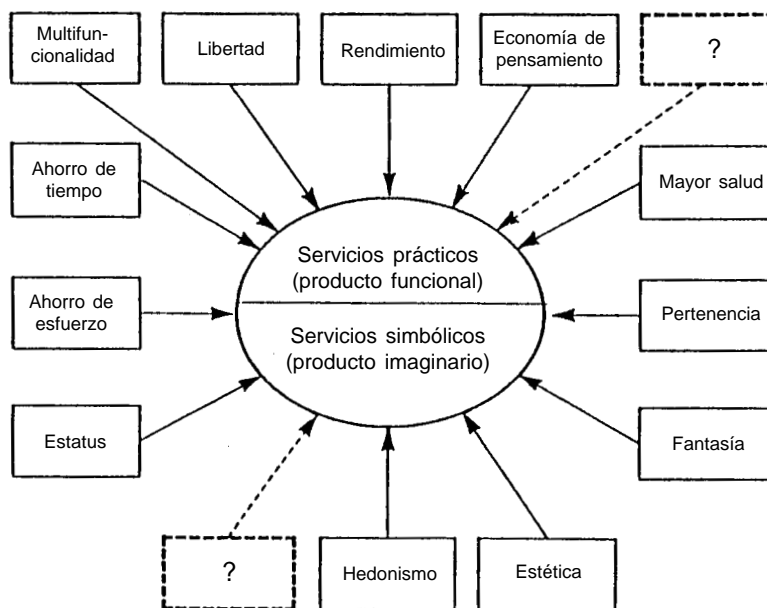 Multifun-
cionalidad
Libertad
Rendimiento
Economía de
pensamiento
?
Ahorro de
tiempo
Mayor salud
Servicios prácticos
(producto funcional)
Ahorro de
esfuerzo
Pertenencia
Servicios simbólicos
(producto imaginario)
Estatus
Fantasía
?
Hedonismo
Estética